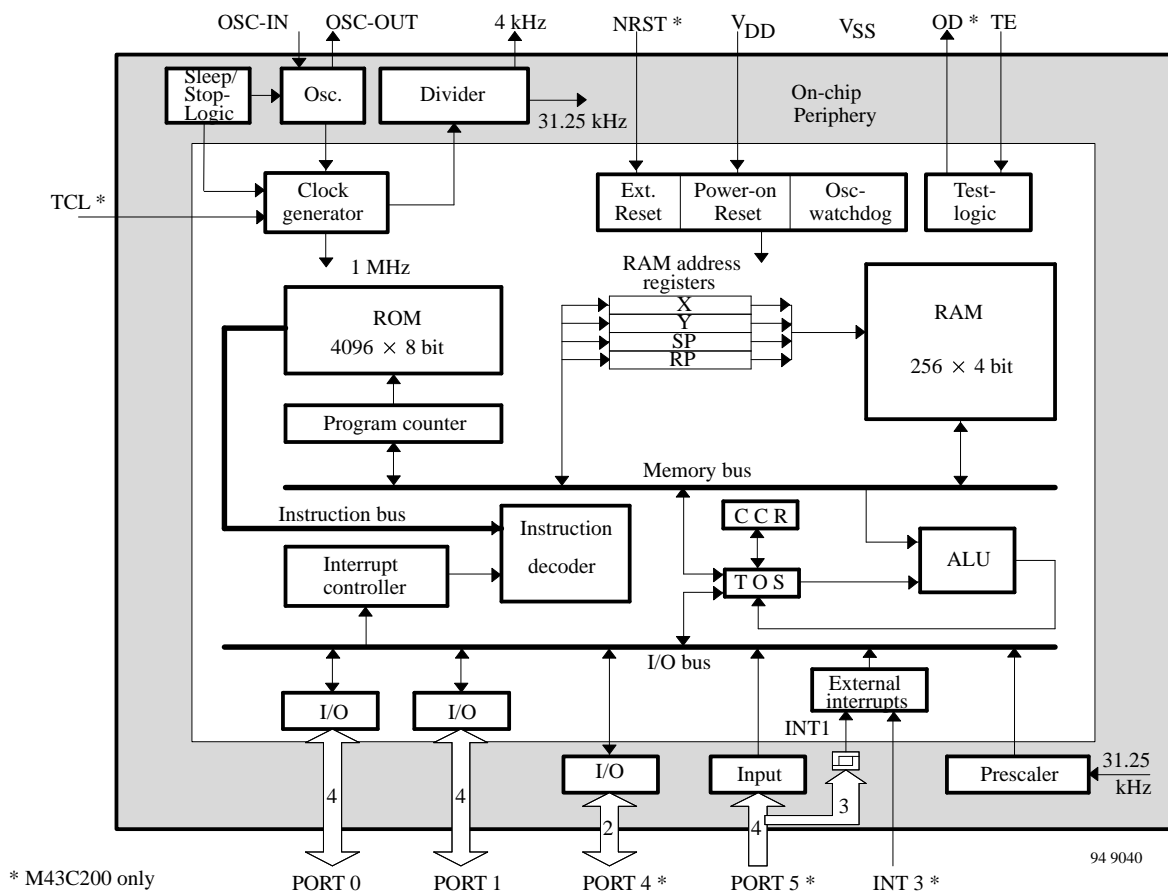 OSC-IN OSC-OUT 4 kHz NRST * VDD VSS OD * TE
Sleep/
Stop-
Logic
Osc.
Divider
31.25 kHz
On-chip
Periphery
TCL *
Clock
generator
1 MHz
Ext.
Reset
Power-on
Reset
Osc-
watchdog
Test-
logic
RAM address
registers
X
Y
SP
RP
ROM
4096 × 8 bit
RAM
256 × 4 bit
Program counter
Memory bus
Instruction bus
Instruction
decoder
C C R
T O S
ALU
Interrupt
controller
I/O bus
I/O
I/O
External
interrupts
INT1
I/O
Input
Prescaler
31.25
kHz
4
4
2
4
3
94 9040
* M43C200 only
PORT 0 PORT 1 PORT 4 * PORT 5 * INT 3 *